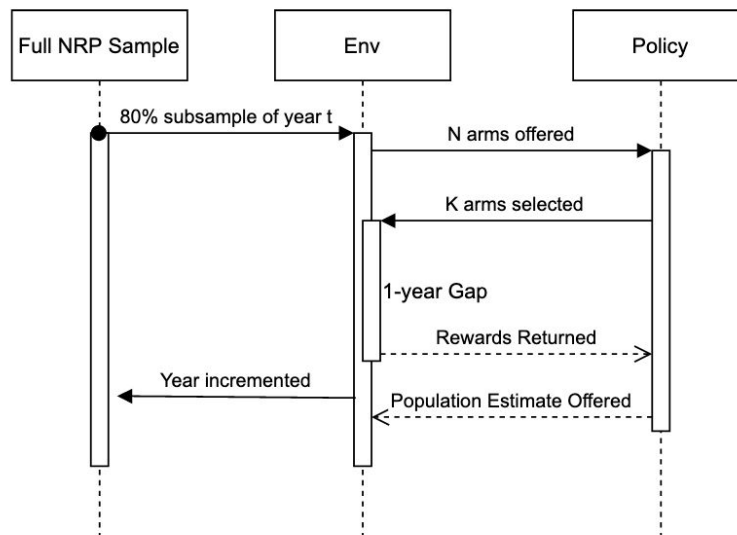 Full NRP Sample
Env
Policy
80% subsample of year t
N arms offered
K arms selected
1-year Gap
Rewards Returned
Year incremented
Population Estimate Offered